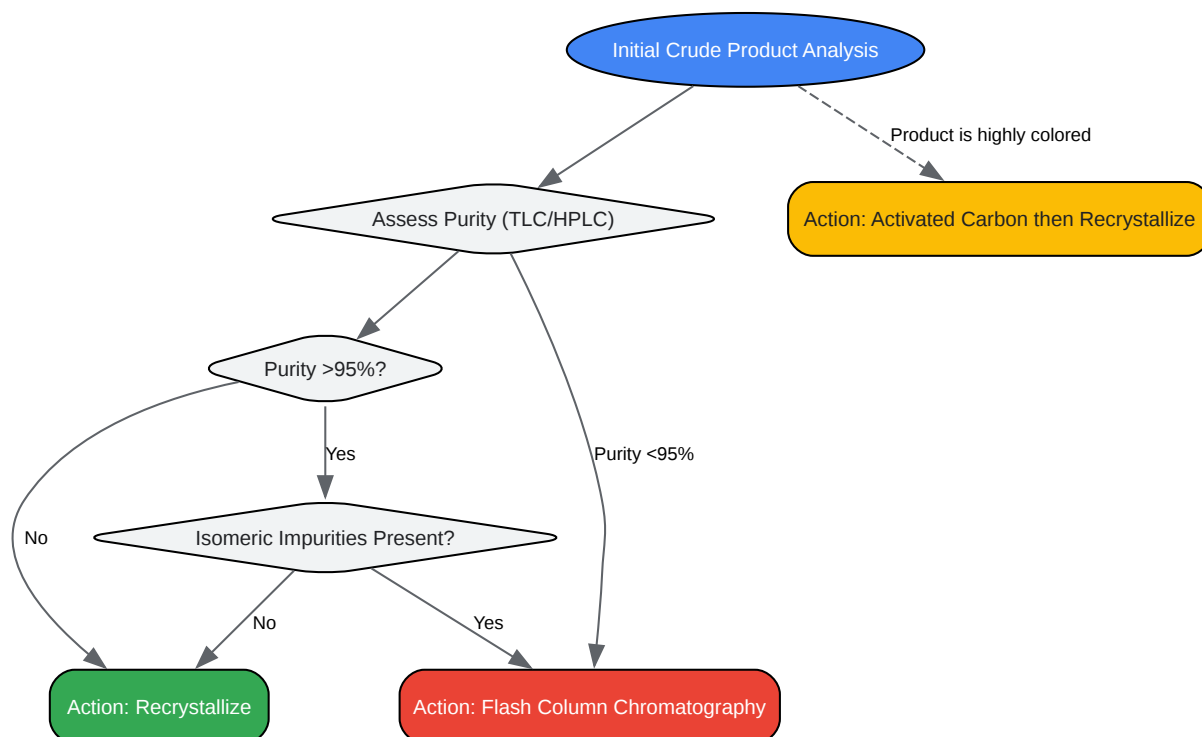 Initial Crude Product Analysis
Product is highly colored
Assess Purity (TLC/HPLC)
Action: Activated Carbon then Recrystallize
Purity >95%?
Yes
Purity <95%
No
Isomeric Impurities Present?
No
Yes
Action: Recrystallize
Action: Flash Column Chromatography